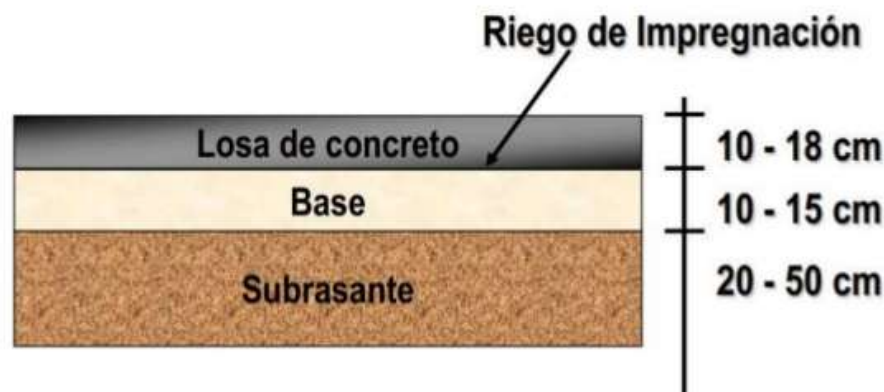 Riego de Impregnación
Losa de concreto
10 - 18 cm
Base
10 - 15 cm
Subrasante
20 - 50 cm